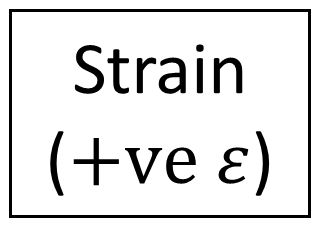 Strain
(+ve ε)